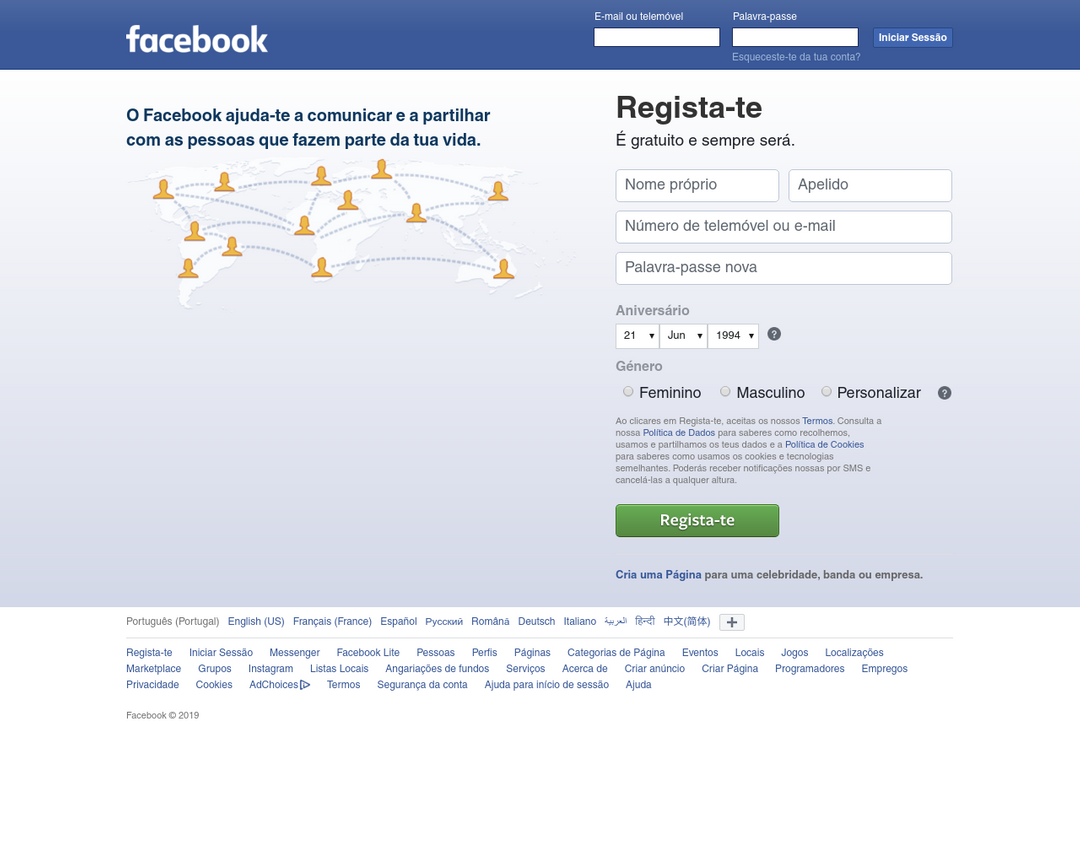 facebook
E-mail ou telemóvel
Palavra-passe
Iniciar Sessão
Esqueceste-te da tua conta?
O Facebook ajuda-te a comunicar e a partilhar
com as pessoas que fazem parte da tua vida.
Regista-te
É gratuito e sempre será.
Nome próprio Apelido
Número de telemóvel ou e-mail
Palavra-passe nova
Aniversário
21 Jun 1994 ?
Género
Feminino Masculino Personalizar ?
Ao clicares em Regista-te, aceitas os nossos Termos. Consulta a
nossa Política de Dados para saberes como recolhemos,
usamos e partilhamos os teus dados e a Política de Cookies
para saberes como usamos os cookies e tecnologias
semelhantes. Poderás receber notificações nossas por SMS e
cancelá-las a qualquer altura.
Regista-te
Cria uma Página para uma celebridade, banda ou empresa.
Português (Portugal) English (US) Français (France) Español Русский Română Deutsch Italiano العربية हिन्दी 中文(简体)
Regista-te Iniciar Sessão Messenger Facebook Lite Pessoas Perfis Páginas Categorias de Página Eventos Locais Jogos Localizações
Marketplace Grupos Instagram Listas Locais Angariações de fundos Serviços Acerca de Criar anúncio Criar Página Programadores Empregos
Privacidade Cookies AdChoices Termos Segurança da conta Ajuda para início de sessão Ajuda
Facebook © 2019